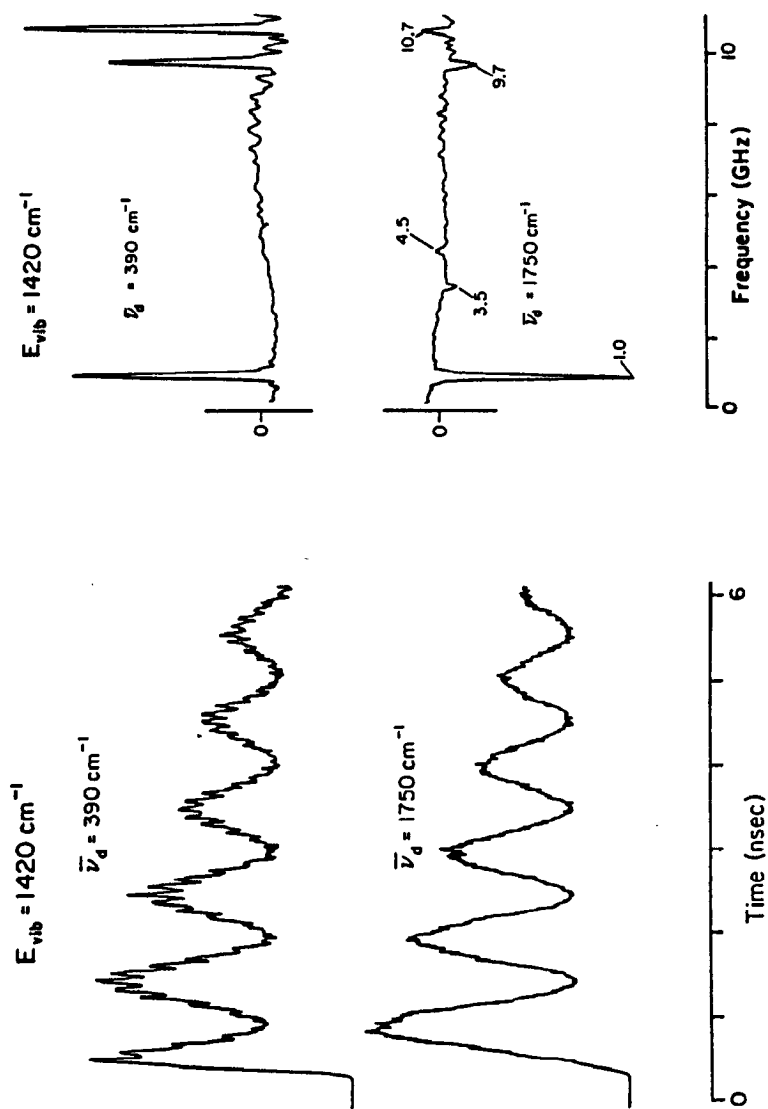 E_vib = 1420 cm⁻¹
ν̄_d = 390 cm⁻¹
ν̄_d = 1750 cm⁻¹
0
6
Time (nsec)
E_vib = 1420 cm⁻¹
ν̄_d = 390 cm⁻¹
0
10.7
9.7
4.5
3.5
1.0
0
ν̄_d = 1750 cm⁻¹
0
10
Frequency (GHz)